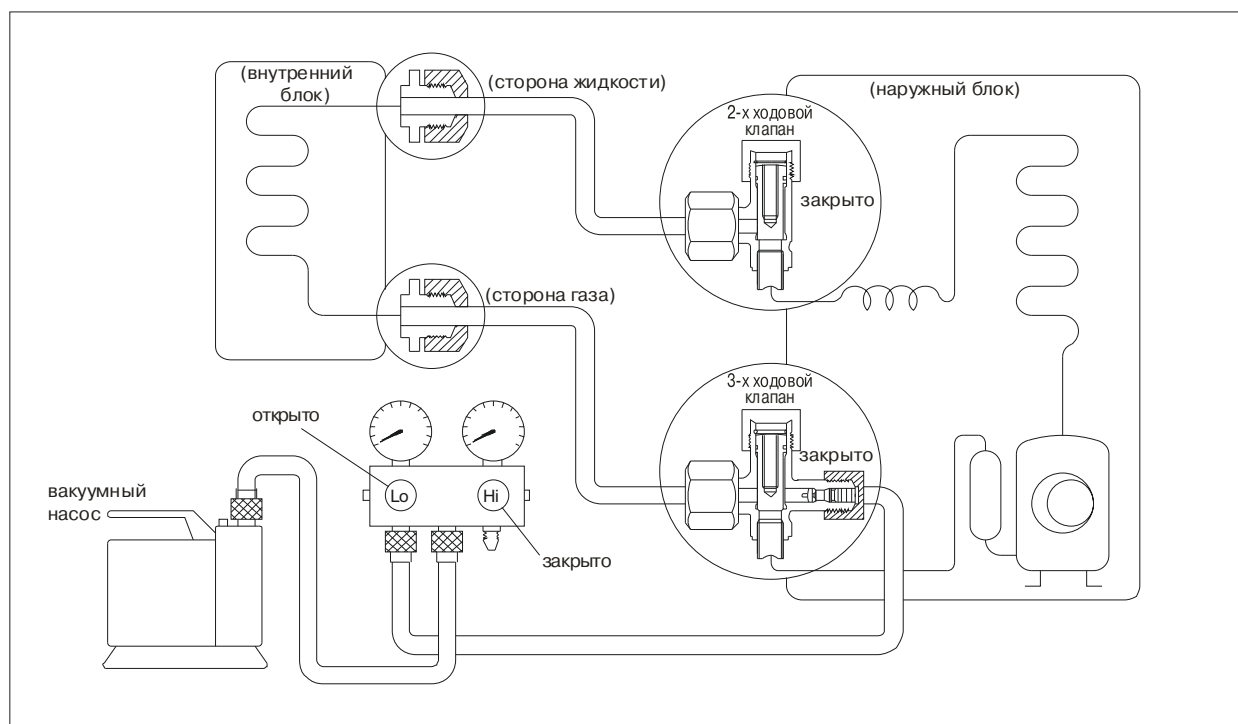 (внутренний
блок)
(сторона жидкости)
(наружный блок)
2-х ходовой
клапан
закрыто
(сторона газа)
3-х ходовой
клапан
закрыто
открыто
Lo
Hi
вакуумный
насос
закрыто